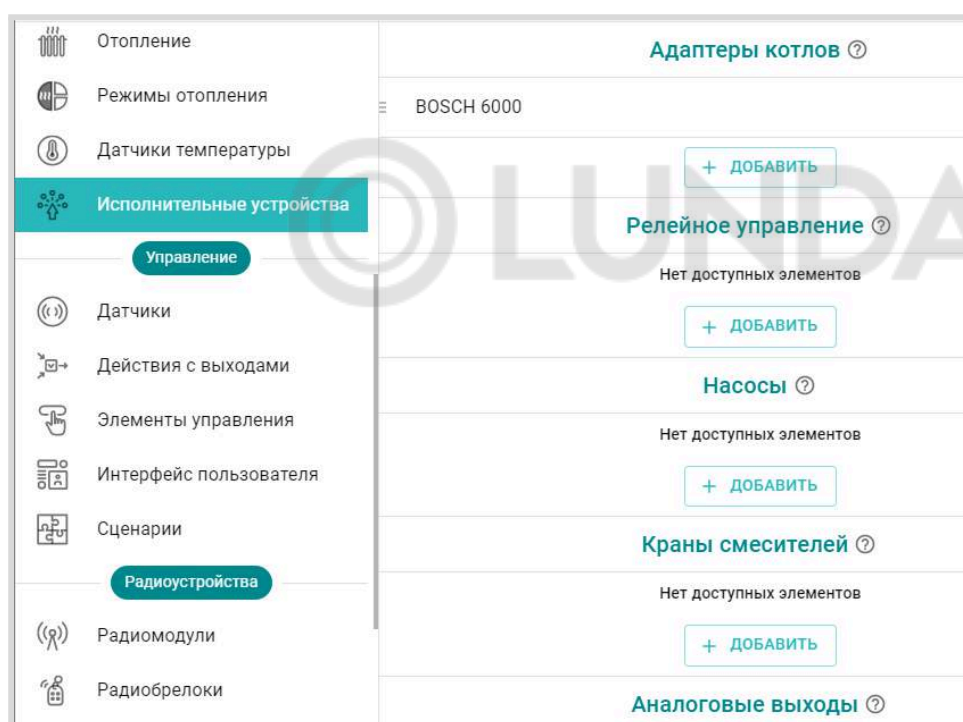 Отопление
Режимы отопления
Датчики температуры
Исполнительные устройства
Управление
Датчики
Действия с выходами
Элементы управления
Интерфейс пользователя
Сценарии
Радиоустройства
Радиомодули
Радиобрелоки
Адаптеры котлов ?
BOSCH 6000
+ ДОБАВИТЬ
Релейное управление ?
Нет доступных элементов
+ ДОБАВИТЬ
Насосы ?
Нет доступных элементов
+ ДОБАВИТЬ
Краны смесителей ?
Нет доступных элементов
+ ДОБАВИТЬ
Аналоговые выходы ?
LUNDA